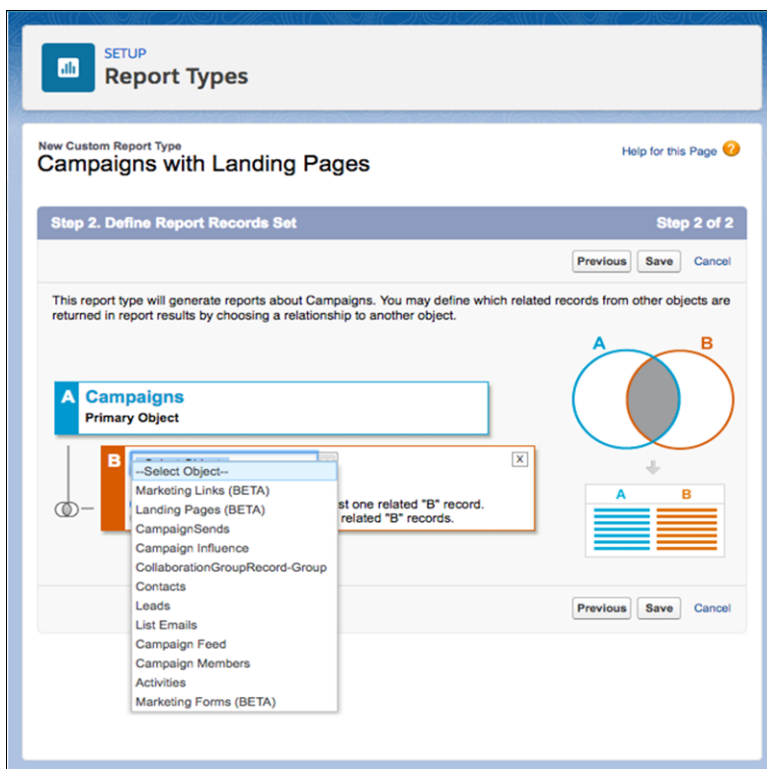 SETUP
Report Types
New Custom Report Type
Campaigns with Landing Pages
Help for this Page ?
Step 2. Define Report Records Set
Step 2 of 2
Previous Save Cancel
This report type will generate reports about Campaigns. You may define which related records from other objects are
returned in report results by choosing a relationship to another object.
A Campaigns
Primary Object
A B
B
X
--Select Object--
Marketing Links (BETA)
Landing Pages (BETA)
CampaignSends
Campaign Influence
CollaborationGroupRecord-Group
Contacts
Leads
List Emails
Campaign Feed
Campaign Members
Activities
Marketing Forms (BETA)
one related "B" record.
related "B" records.
A B
Previous Save Cancel